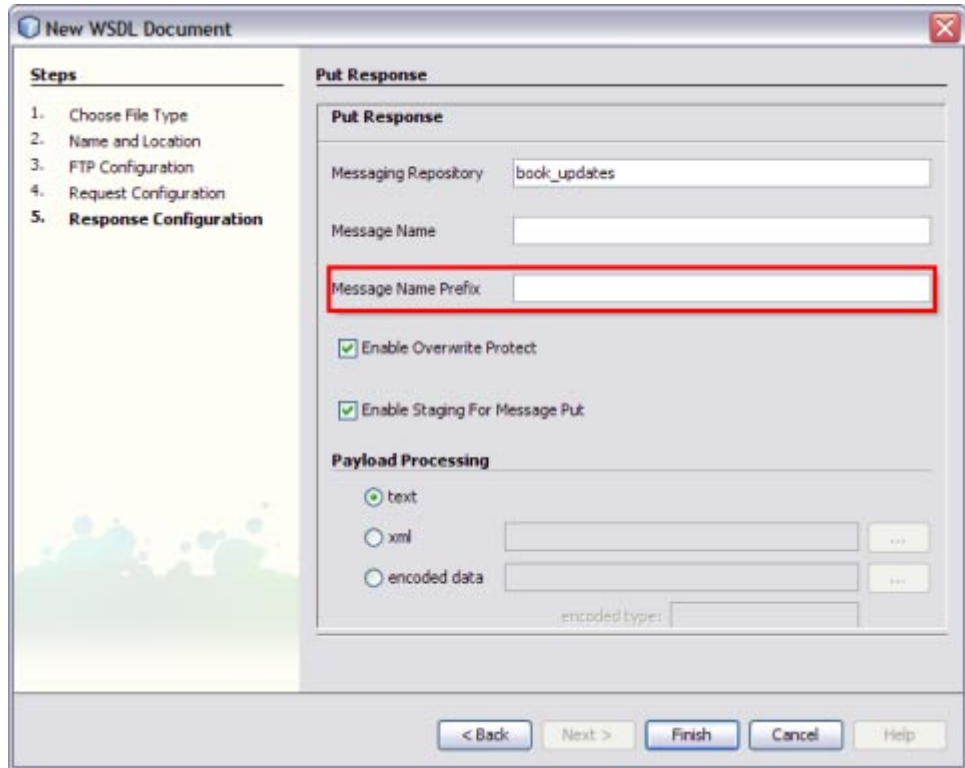 New WSDL Document
Steps
1. Choose File Type
2. Name and Location
3. FTP Configuration
4. Request Configuration
5. Response Configuration
Put Response
Put Response
Messaging Repository book_updates
Message Name
Message Name Prefix
Enable Overwrite Protect
Enable Staging For Message Put
Payload Processing
text
xml ...
encoded data ...
encoded type:
< Back Next > Finish Cancel Help